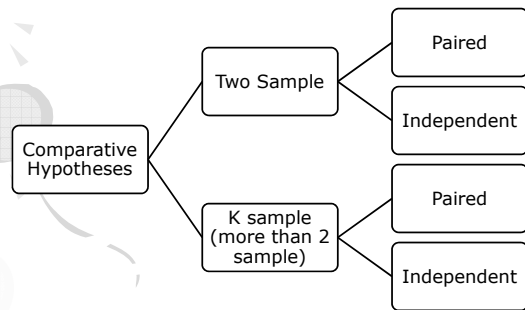 Comparative
Hypotheses
Two Sample
Paired
Independent
K sample
(more than 2
sample)
Paired
Independent